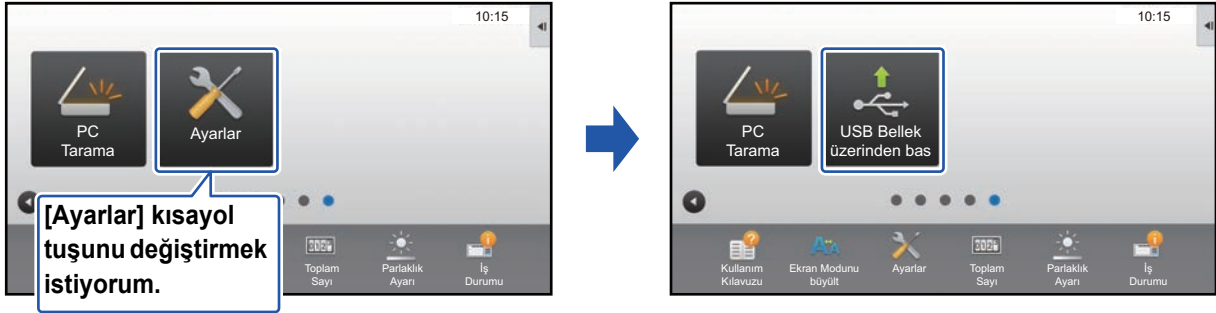 10:15
PC
Tarama
Ayarlar
[Ayarlar] kısayol
tuşunu değiştirmek
istiyorum.
Toplam
Sayı
Parlaklık
Ayarı
İş
Durumu
10:15
PC
Tarama
USB Bellek
üzerinden bas
Kullanım
Kılavuzu
Ekran Modunu
büyült
Ayarlar
Toplam
Sayı
Parlaklık
Ayarı
İş
Durumu